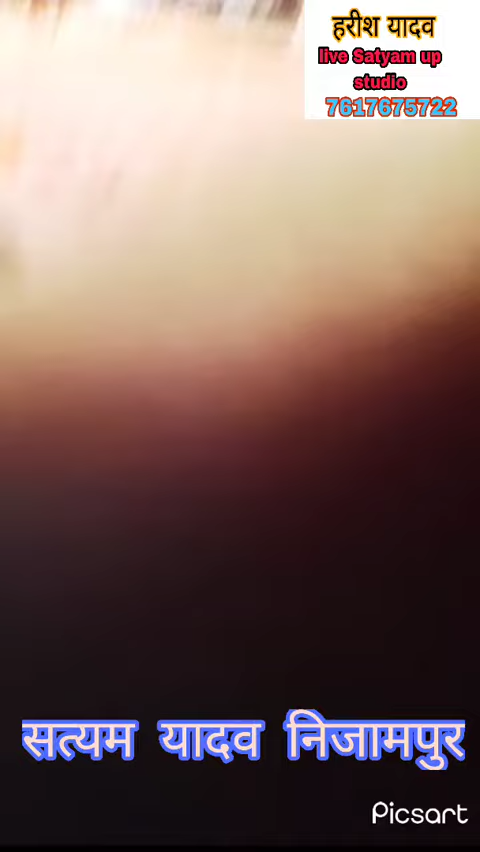 हरीश यादव
live Satyam up
studio
7617675722
सत्यम यादव निजामपुर
Picsart